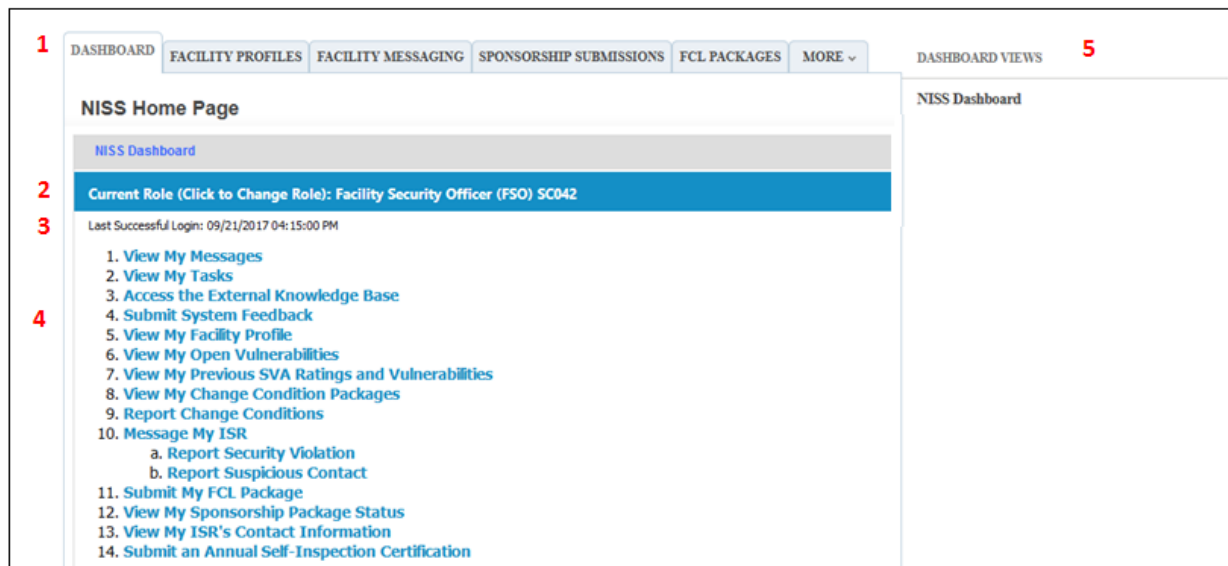 1 DASHBOARD FACILITY PROFILES FACILITY MESSAGING SPONSORSHIP SUBMISSIONS FCL PACKAGES MORE DASHBOARD VIEWS 5
NISS Home Page NISS Dashboard
NISS Dashboard
2 Current Role (Click to Change Role): Facility Security Officer (FSO) SC042
3 Last Successful Login: 09/21/2017 04:15:00 PM
1. View My Messages
2. View My Tasks
3. Access the External Knowledge Base
4 4. Submit System Feedback
5. View My Facility Profile
6. View My Open Vulnerabilities
7. View My Previous SVA Ratings and Vulnerabilities
8. View My Change Condition Packages
9. Report Change Conditions
10. Message My ISR
a. Report Security Violation
b. Report Suspicious Contact
11. Submit My FCL Package
12. View My Sponsorship Package Status
13. View My ISR's Contact Information
14. Submit an Annual Self-Inspection Certification